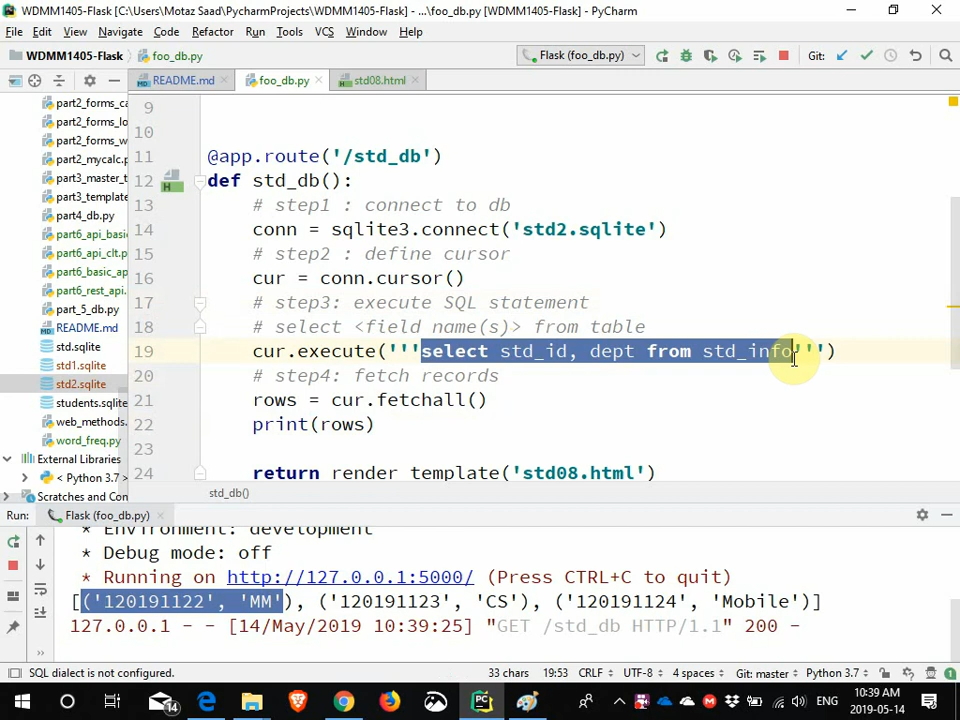 WDMM1405-Flask [C:\Users\Motaz Saad\PycharmProjects\WDMM1405-Flask] - ...\foo_db.py [WDMM1405-Flask] - PyCharm
File Edit View Navigate Code Refactor Run Tools VCS Window Help
WDMM1405-Flask foo_db.py Flask (foo_db.py) Git:
README.md foo_db.py std08.html
part2_forms_ca
part2_forms_lo
part2_forms_w
part2_mycalc.p
part3_master_t
part3_template
part4_db.py
part6_api_basic
part6_api_clt.p
part6_basic_ap
part6_rest_api.
part_5_db.py
README.md
std.sqlite
std1.sqlite
std2.sqlite
students.sqlite
web_methods.
word_freq.py
External Libraries
< Python 3.7 >
Scratches and Con
9
10
11 @app.route('/std_db')
12 def std_db():
13 # step1 : connect to db
14 conn = sqlite3.connect('std2.sqlite')
15 # step2 : define cursor
16 cur = conn.cursor()
17 # step3: execute SQL statement
18 # select <field name(s)> from table
19 cur.execute('''select std_id, dept from std_info''')
20 # step4: fetch records
21 rows = cur.fetchall()
22 print(rows)
23
24 return render_template('std08.html')
std_db()
Run: Flask (foo_db.py)
* Environment: development
* Debug mode: off
* Running on http://127.0.0.1:5000/ (Press CTRL+C to quit)
[('120191122', 'MM'), ('120191123', 'CS'), ('120191124', 'Mobile')]
127.0.0.1 - - [14/May/2019 10:39:25] "GET /std_db HTTP/1.1" 200 -
SQL dialect is not configured. 33 chars 19:53 CRLF UTF-8 4 spaces Git: master Python 3.7
14 ENG 10:39 AM
2019-05-14